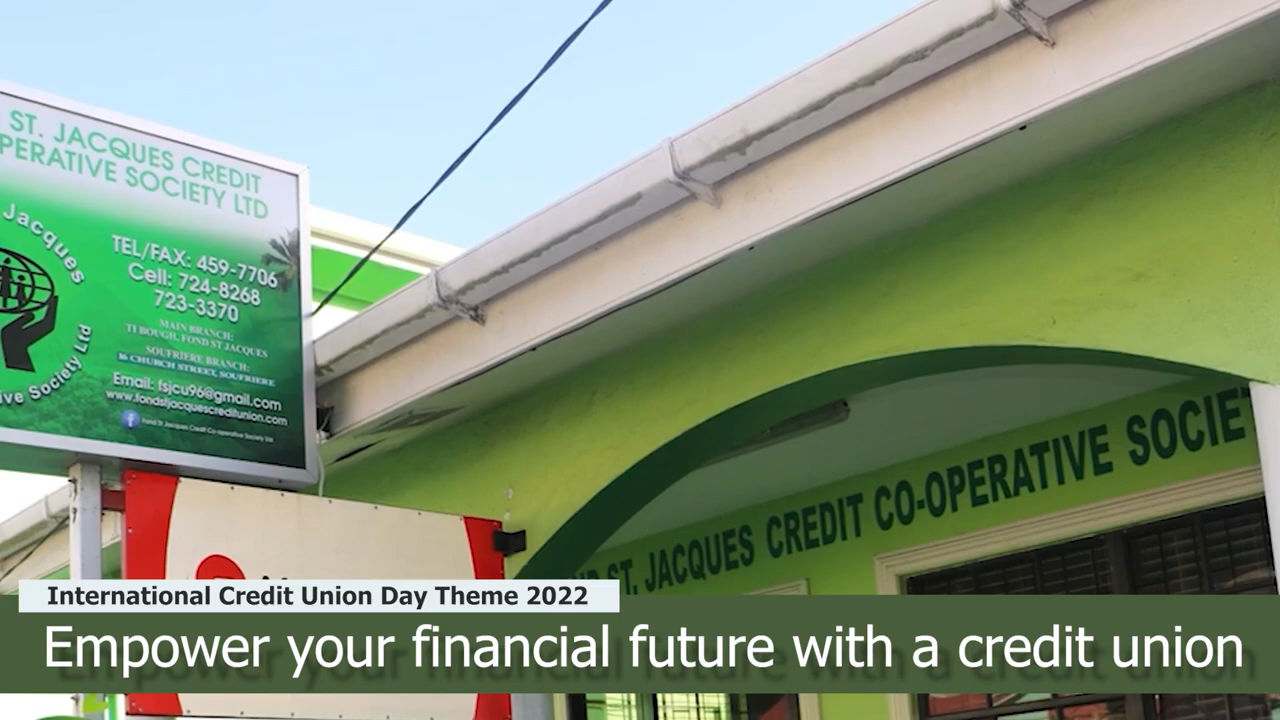 ST. JACQUES CREDIT
PERATIVE SOCIETY LTD
Jacques
TEL/FAX: 459-7706
Cell: 724-8268
723-3370
MAIN BRANCH:
TI BOUGH, FOND ST JACQUES
SOUFRIERE BRANCH:
16 CHURCH STREET, SOUFRIERE
Email: fsjcu96@gmail.com
www.fondstjacquescreditunion.com
Fond St Jacques Credit Co-operative Society Ltd
ive Society Ltd
ST. JACQUES CREDIT CO-OPERATIVE SOCIET
International Credit Union Day Theme 2022
Empower your financial future with a credit union